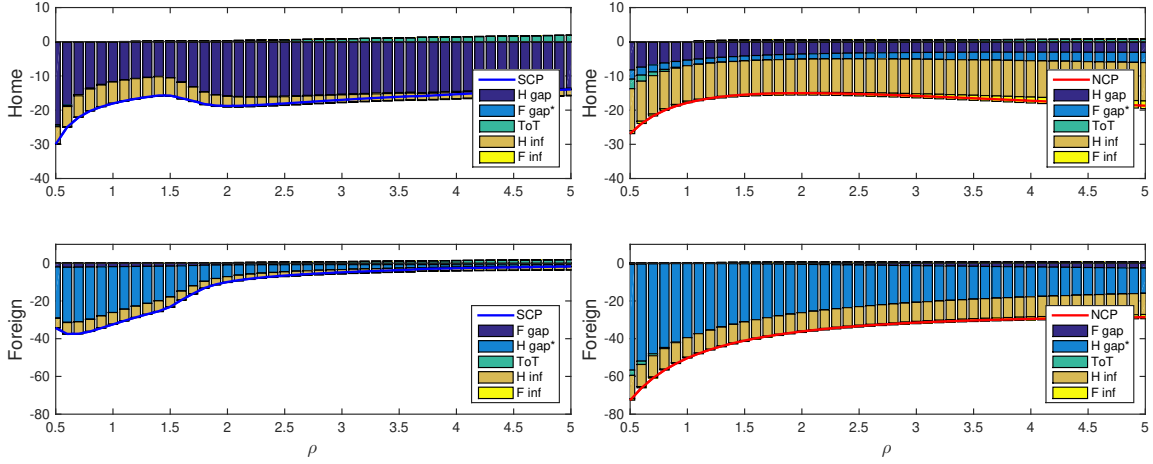 10
0
-10
-20
-30
-40
Home
SCP
H gap
F gap*
ToT
H inf
F inf
0.5 1 1.5 2 2.5 3 3.5 4 4.5 5
10
0
-10
-20
-30
-40
Home
NCP
H gap
F gap*
ToT
H inf
F inf
0.5 1 1.5 2 2.5 3 3.5 4 4.5 5
0
-20
-40
-60
-80
Foreign
SCP
F gap
H gap*
ToT
H inf
F inf
0.5 1 1.5 2 2.5 3 3.5 4 4.5 5
ρ
0
-20
-40
-60
-80
Foreign
NCP
F gap
H gap*
ToT
H inf
F inf
0.5 1 1.5 2 2.5 3 3.5 4 4.5 5
ρ